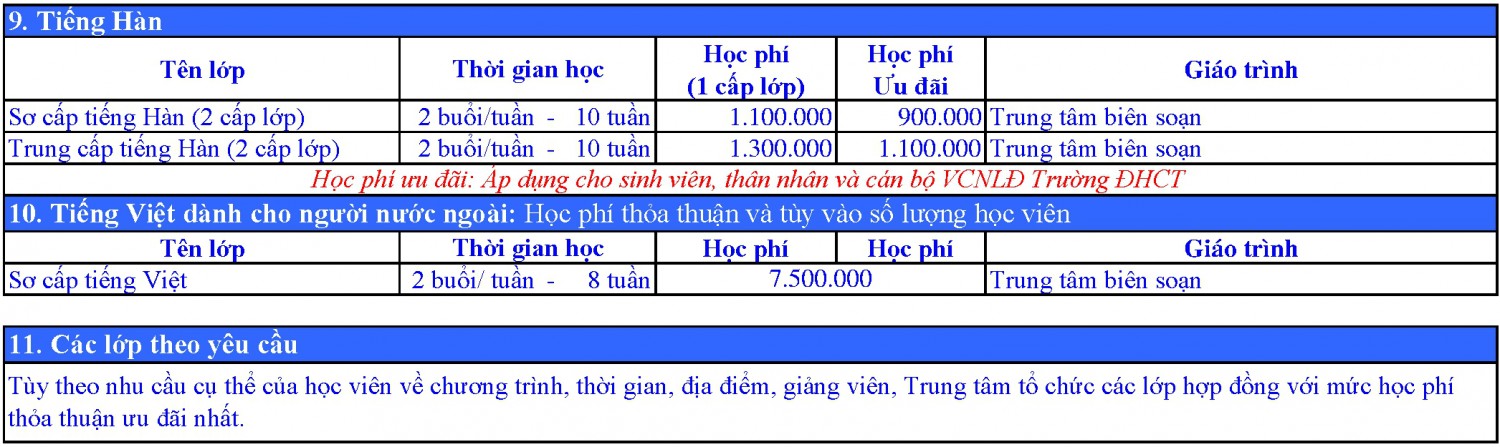 9. Tiếng Hàn
Tên lớp Thời gian học Học phí (1 cấp lớp) Học phí Ưu đãi Giáo trình
Sơ cấp tiếng Hàn (2 cấp lớp) 2 buổi/tuần - 10 tuần 1.100.000 900.000 Trung tâm biên soạn
Trung cấp tiếng Hàn (2 cấp lớp) 2 buổi/tuần - 10 tuần 1.300.000 1.100.000 Trung tâm biên soạn
Học phí ưu đãi: Áp dụng cho sinh viên, thân nhân và cán bộ VCNLĐ Trường ĐHCT
10. Tiếng Việt dành cho người nước ngoài: Học phí thỏa thuận và tùy vào số lượng học viên
Tên lớp Thời gian học Học phí Học phí Giáo trình
Sơ cấp tiếng Việt 2 buổi/ tuần - 8 tuần 7.500.000 Trung tâm biên soạn
11. Các lớp theo yêu cầu
Tùy theo nhu cầu cụ thể của học viên về chương trình, thời gian, địa điểm, giảng viên, Trung tâm tổ chức các lớp hợp đồng với mức học phí
thỏa thuận ưu đãi nhất.